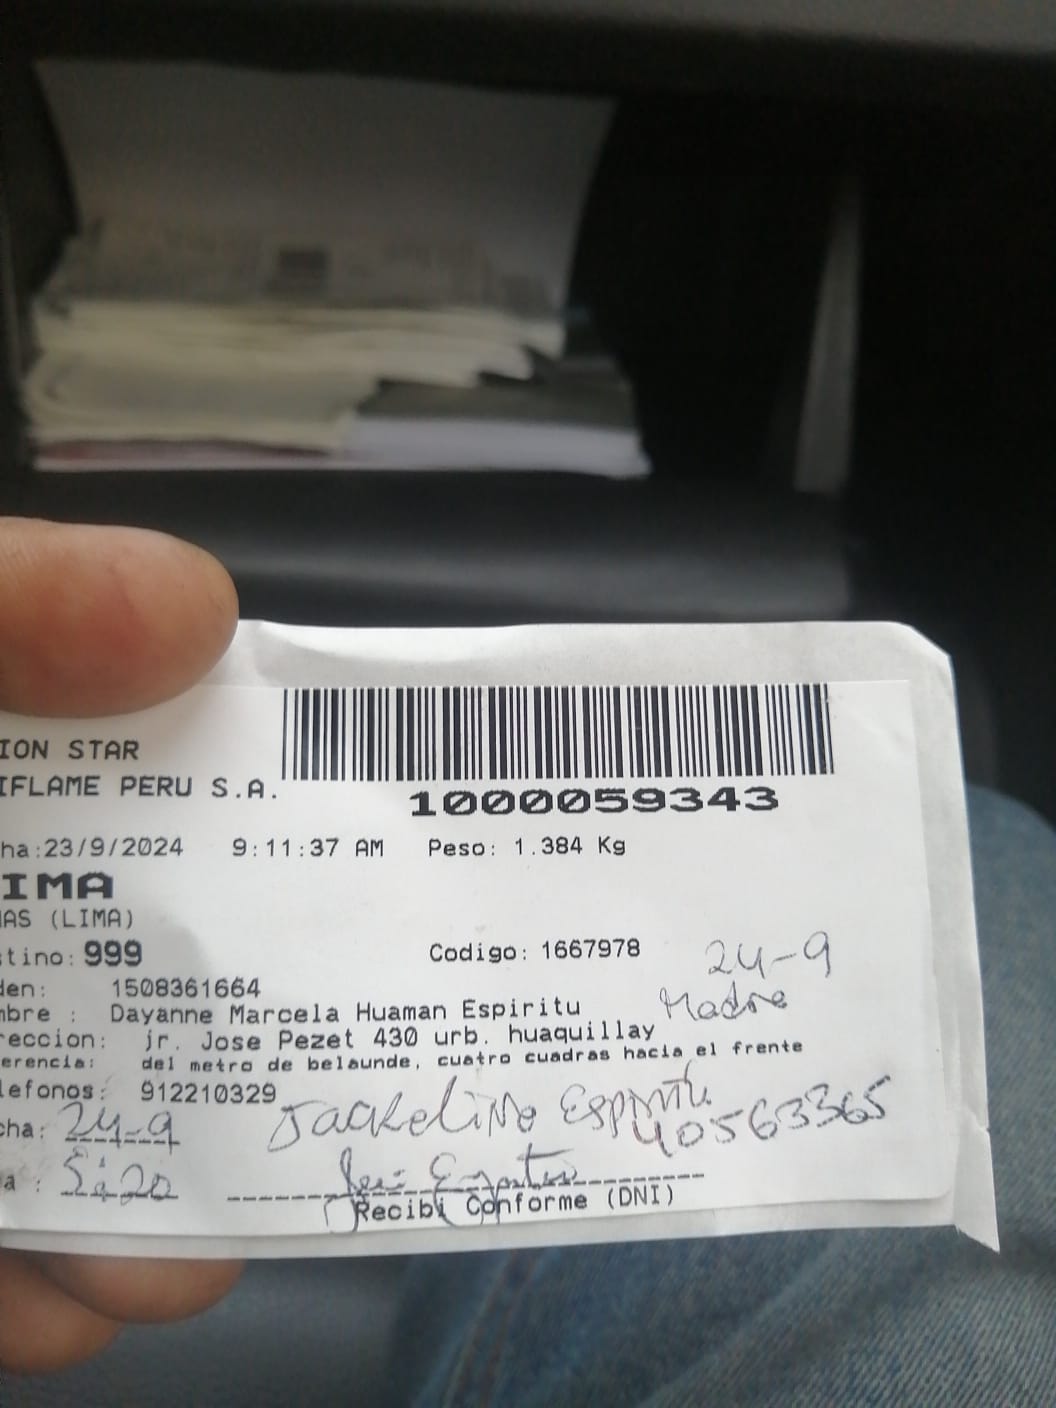 ION STAR
IFLAME PERU S.A.
1000059343
ha:23/9/2024 9:11:37 AM Peso: 1.384 Kg
IMA
AS (LIMA)
tino: 999 Codigo: 1667978
24-9
den: 1508361664
Madre
mbre : Dayanne Marcela Huaman Espiritu
reccion: jr. Jose Pezet 430 urb. huaquillay
erencia: del metro de belaunde, cuatro cuadras hacia el frente
lefonos: 912210329
Jackeline Espiritu
40563365
cha: 24-9
a : 5:20
Recibi Conforme (DNI)